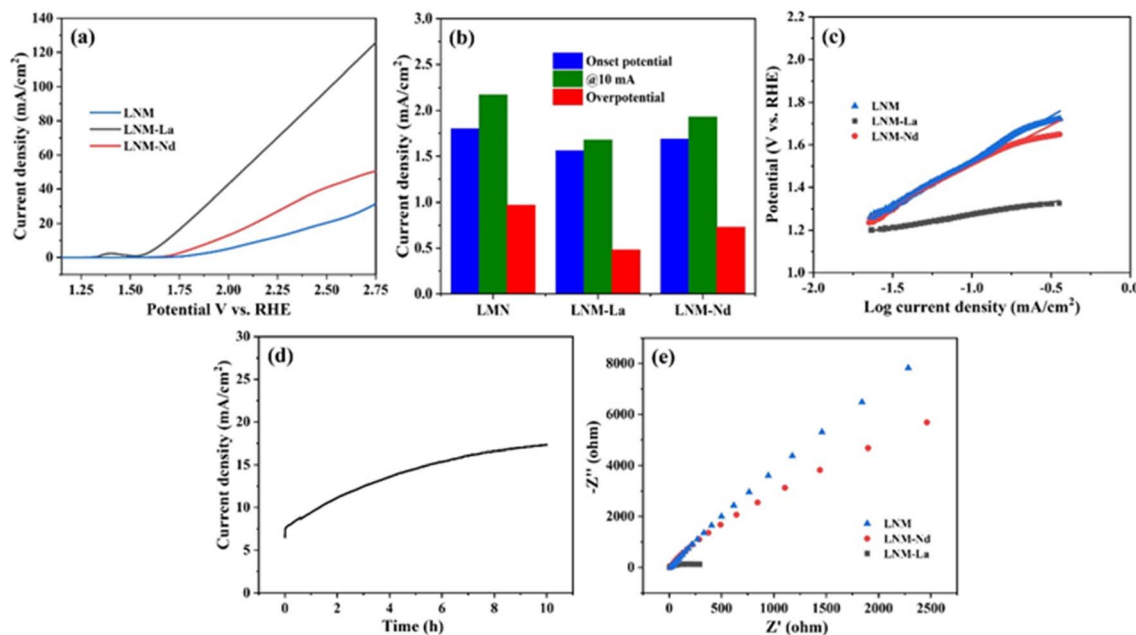 (a)
Current density (mA/cm²)
140
120
100
80
60
40
20
0
LNM
LNM-La
LNM-Nd
1.25 1.50 1.75 2.00 2.25 2.50 2.75
Potential V vs. RHE
(b)
Current density (mA/cm²)
3.0
2.5
2.0
1.5
1.0
0.5
0.0
Onset potential
@10 mA
Overpotential
LMN LNM-La LNM-Nd
(c)
Potential (V vs. RHE)
2.2
2.0
1.8
1.6
1.4
1.2
1.0
LNM
LNM-La
LNM-Nd
-2.0 -1.5 -1.0 -0.5 0.0
Log current density (mA/cm²)
(d)
Current density (mA/cm²)
30
25
20
15
10
5
0
0 2 4 6 8 10
Time (h)
(e)
-Z'' (ohm)
8000
6000
4000
2000
0
LNM
LNM-Nd
LNM-La
0 500 1000 1500 2000 2500
Z' (ohm)